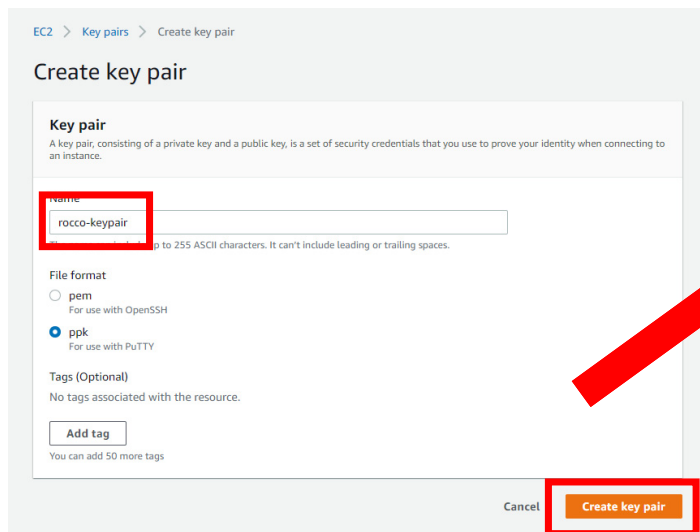 EC2 > Key pairs > Create key pair
Create key pair
Key pair
A key pair, consisting of a private key and a public key, is a set of security credentials that you use to prove your identity when connecting to
an instance.
Name
rocco-keypair
to 255 ASCII characters. It can't include leading or trailing spaces.
File format
pem
For use with OpenSSH
ppk
For use with PuTTY
Tags (Optional)
No tags associated with the resource.
Add tag
You can add 50 more tags
Cancel
Create key pair